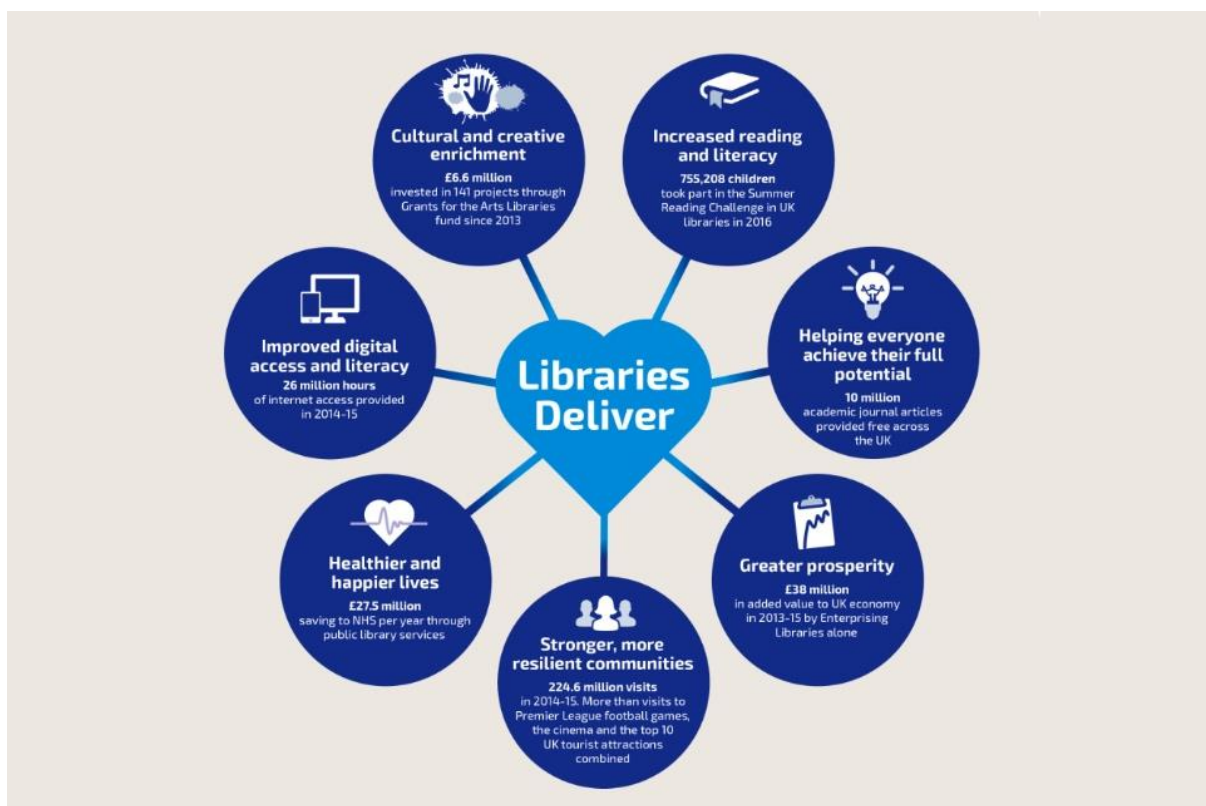 Cultural and creative
enrichment
£6.6 million
invested in 141 projects through
Grants for the Arts Libraries
fund since 2013
Increased reading
and literacy
755,208 children
took part in the Summer
Reading Challenge in UK
libraries in 2016
Improved digital
access and literacy
26 million hours
of internet access provided
in 2014-15
Libraries
Deliver
Helping everyone
achieve their full
potential
10 million
academic journal articles
provided free across
the UK
Healthier and
happier lives
£27.5 million
saving to NHS per year through
public library services
Greater prosperity
£38 million
in added value to UK economy
in 2013-15 by Enterprising
Libraries alone
Stronger, more
resilient communities
224.6 million visits
in 2014-15. More than visits to
Premier League football games,
the cinema and the top 10
UK tourist attractions
combined